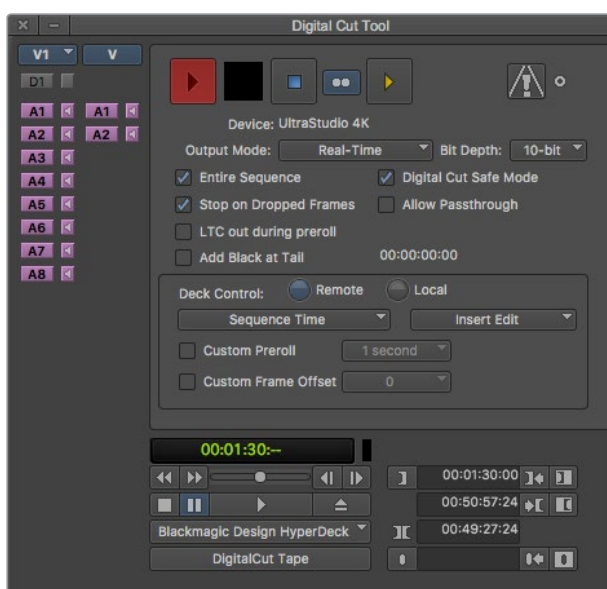 Digital Cut Tool
V1 V
D1
A1 A1
A2 A2
A3
A4
A5
A6
A7
A8
Device: UltraStudio 4K
Output Mode: Real-Time Bit Depth: 10-bit
Entire Sequence Digital Cut Safe Mode
Stop on Dropped Frames Allow Passthrough
LTC out during preroll
Add Black at Tail 00:00:00:00
Deck Control: Remote Local
Sequence Time Insert Edit
Custom Preroll 1 second
Custom Frame Offset 0
00:01:30:--
00:01:30:00
00:50:57:24
Blackmagic Design HyperDeck 00:49:27:24
DigitalCut Tape